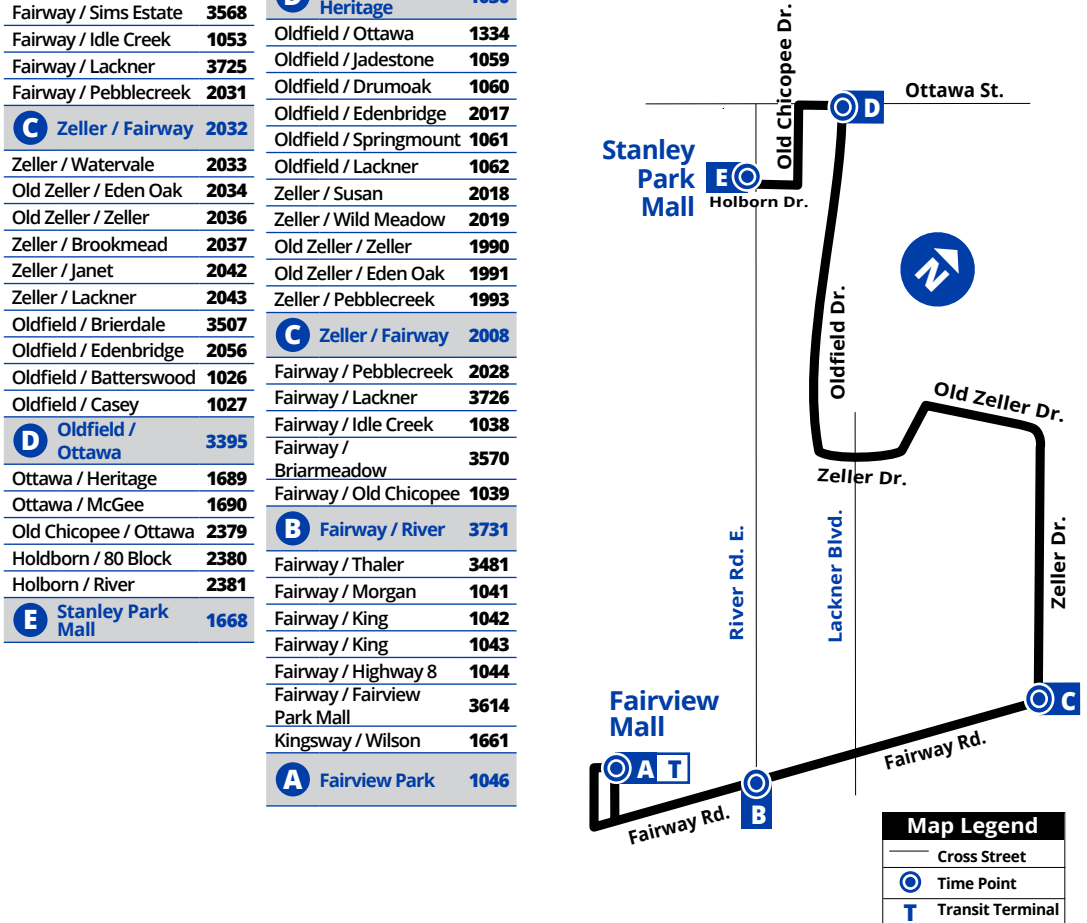 Fairway / Sims Estate 3568
Fairway / Idle Creek 1053
Fairway / Lackner 3725
Fairway / Pebblecreek 2031
C Zeller / Fairway 2032
Zeller / Watervale 2033
Old Zeller / Eden Oak 2034
Old Zeller / Zeller 2036
Zeller / Brookmead 2037
Zeller / Janet 2042
Zeller / Lackner 2043
Oldfield / Brierdale 3507
Oldfield / Edenbridge 2056
Oldfield / Batterswood 1026
Oldfield / Casey 1027
D Oldfield /
Ottawa 3395
Ottawa / Heritage 1689
Ottawa / McGee 1690
Old Chicopee / Ottawa 2379
Holdborn / 80 Block 2380
Holborn / River 2381
E Stanley Park
Mall 1668
Heritage
Oldfield / Ottawa 1334
Oldfield / Jadestone 1059
Oldfield / Drumoak 1060
Oldfield / Edenbridge 2017
Oldfield / Springmount 1061
Oldfield / Lackner 1062
Zeller / Susan 2018
Zeller / Wild Meadow 2019
Old Zeller / Zeller 1990
Old Zeller / Eden Oak 1991
Zeller / Pebblecreek 1993
C Zeller / Fairway 2008
Fairway / Pebblecreek 2028
Fairway / Lackner 3726
Fairway / Idle Creek 1038
Fairway /
Briarmeadow 3570
Fairway / Old Chicopee 1039
B Fairway / River 3731
Fairway / Thaler 3481
Fairway / Morgan 1041
Fairway / King 1042
Fairway / King 1043
Fairway / Highway 8 1044
Fairway / Fairview
Park Mall 3614
Kingsway / Wilson 1661
A Fairview Park 1046
Old Chicopee Dr.
Ottawa St.
D
Stanley
Park
Mall
E
Holborn Dr.
N
Oldfield Dr.
Old Zeller Dr.
Zeller Dr.
River Rd. E.
Lackner Blvd.
Zeller Dr.
C
Fairview
Mall
A T
Fairway Rd.
B
Fairway Rd.
Map Legend
Cross Street
Time Point
T Transit Terminal